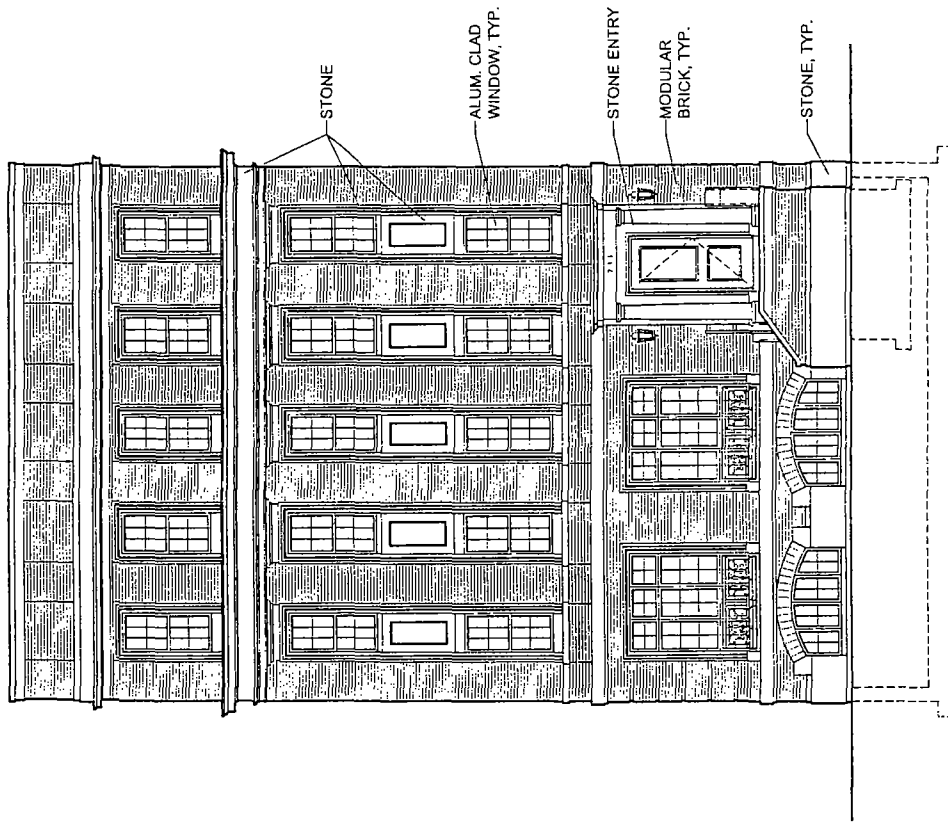 STONE
ALUM. CLAD
WINDOW, TYP.
STONE ENTRY
MODULAR
BRICK, TYP.
STONE, TYP.